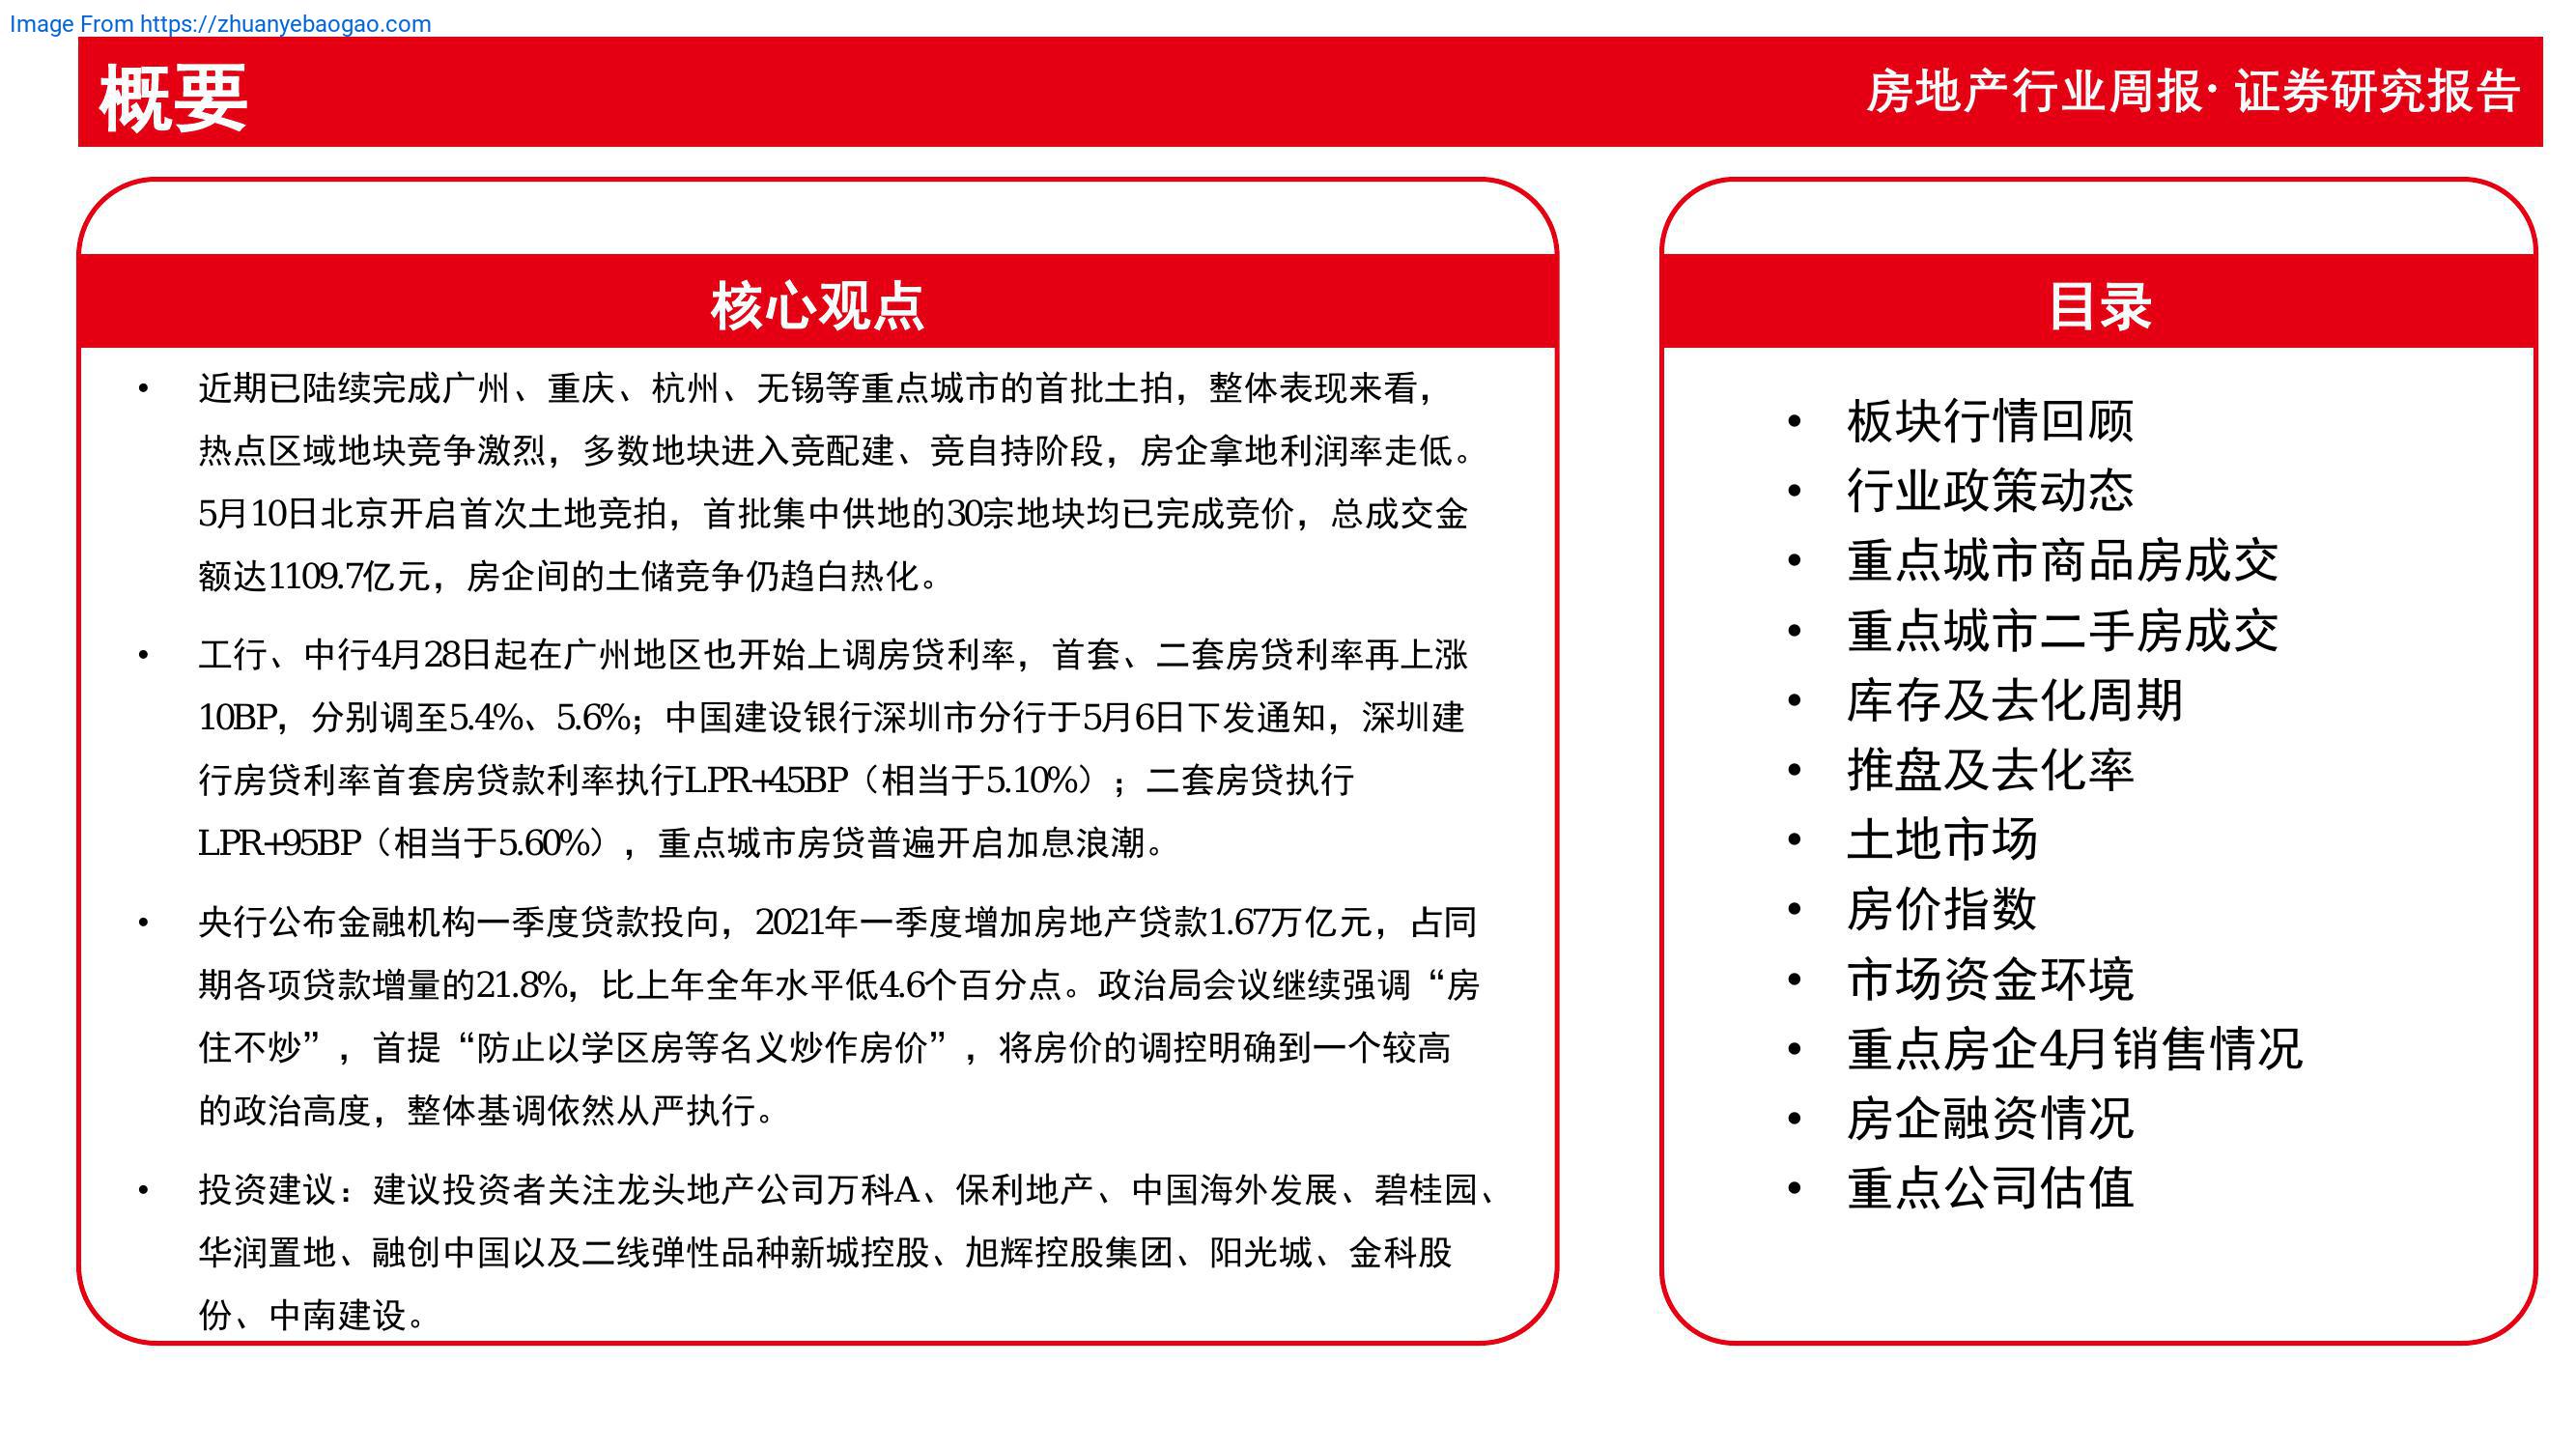 Image From https://zhuanyebaogao.com
概要
房地产行业周报· 证券研究报告
核心观点
• 近期已陆续完成广州、重庆、杭州、无锡等重点城市的首批土拍，整体表现来看，
热点区域地块竞争激烈，多数地块进入竞配建、竞自持阶段，房企拿地利润率走低。
5月10日北京开启首次土地竞拍，首批集中供地的30宗地块均已完成竞价，总成交金
额达1109.7亿元，房企间的土储竞争仍趋白热化。
• 工行、中行4月28日起在广州地区也开始上调房贷利率，首套、二套房贷利率再上涨
10BP，分别调至5.4%、5.6%；中国建设银行深圳市分行于5月6日下发通知，深圳建
行房贷利率首套房贷款利率执行LPR+45BP（相当于5.10%）；二套房贷执行
LPR+95BP（相当于5.60%），重点城市房贷普遍开启加息浪潮。
• 央行公布金融机构一季度贷款投向，2021年一季度增加房地产贷款1.67万亿元，占同
期各项贷款增量的21.8%，比上年全年水平低4.6个百分点。政治局会议继续强调“房
住不炒”，首提“防止以学区房等名义炒作房价”，将房价的调控明确到一个较高
的政治高度，整体基调依然从严执行。
• 投资建议：建议投资者关注龙头地产公司万科A、保利地产、中国海外发展、碧桂园、
华润置地、融创中国以及二线弹性品种新城控股、旭辉控股集团、阳光城、金科股
份、中南建设。
目录
• 板块行情回顾
• 行业政策动态
• 重点城市商品房成交
• 重点城市二手房成交
• 库存及去化周期
• 推盘及去化率
• 土地市场
• 房价指数
• 市场资金环境
• 重点房企4月销售情况
• 房企融资情况
• 重点公司估值